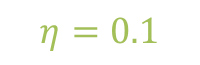 η = 0.1